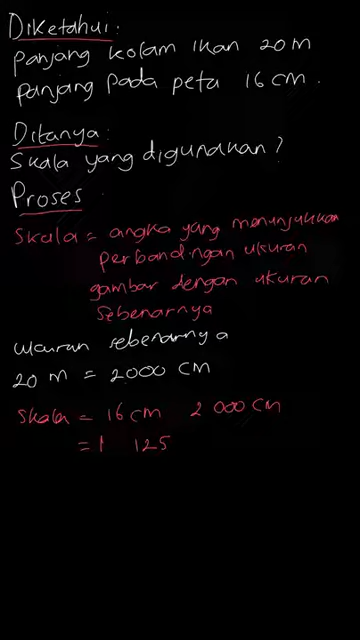 Diketahui:
panjang kolam ikan 20 m
panjang pada peta 16 cm.
Ditanya:
Skala yang digunakan?
Proses
Skala = angka yang menunjukkan
perbandingan ukuran
gambar dengan ukuran
sebenarnya
ukuran sebenarnya
20 m = 2000 cm
Skala = 16 cm 2 000 cm
= 1 125